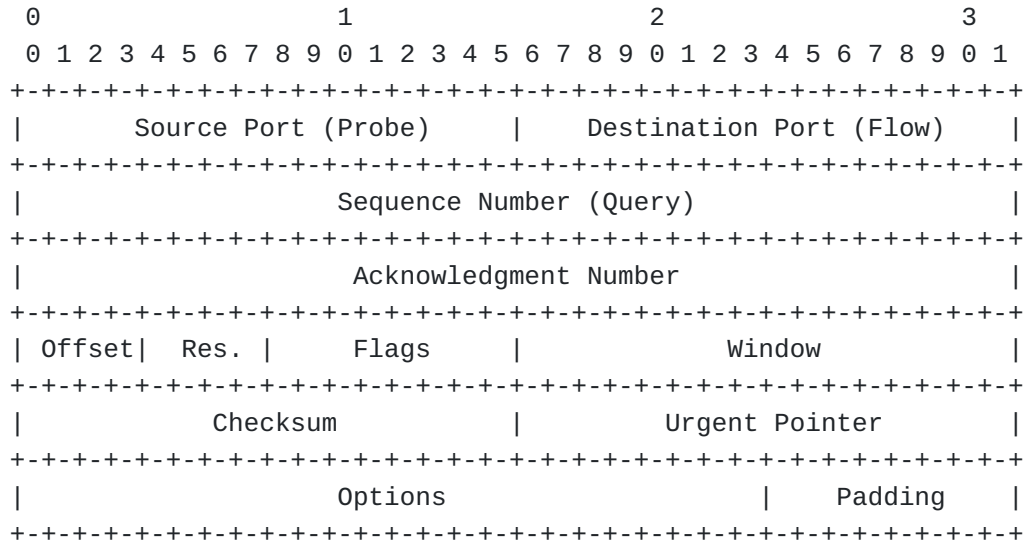 0                   1                   2                   3
 0 1 2 3 4 5 6 7 8 9 0 1 2 3 4 5 6 7 8 9 0 1 2 3 4 5 6 7 8 9 0 1
+-+-+-+-+-+-+-+-+-+-+-+-+-+-+-+-+-+-+-+-+-+-+-+-+-+-+-+-+-+-+-+-+
|       Source Port (Probe)     |    Destination Port (Flow)    |
+-+-+-+-+-+-+-+-+-+-+-+-+-+-+-+-+-+-+-+-+-+-+-+-+-+-+-+-+-+-+-+-+
|                    Sequence Number (Query)                    |
+-+-+-+-+-+-+-+-+-+-+-+-+-+-+-+-+-+-+-+-+-+-+-+-+-+-+-+-+-+-+-+-+
|                     Acknowledgment Number                     |
+-+-+-+-+-+-+-+-+-+-+-+-+-+-+-+-+-+-+-+-+-+-+-+-+-+-+-+-+-+-+-+-+
| Offset|  Res. |     Flags     |             Window            |
+-+-+-+-+-+-+-+-+-+-+-+-+-+-+-+-+-+-+-+-+-+-+-+-+-+-+-+-+-+-+-+-+
|            Checksum           |         Urgent Pointer        |
+-+-+-+-+-+-+-+-+-+-+-+-+-+-+-+-+-+-+-+-+-+-+-+-+-+-+-+-+-+-+-+-+
|                    Options                    |    Padding    |
+-+-+-+-+-+-+-+-+-+-+-+-+-+-+-+-+-+-+-+-+-+-+-+-+-+-+-+-+-+-+-+-+